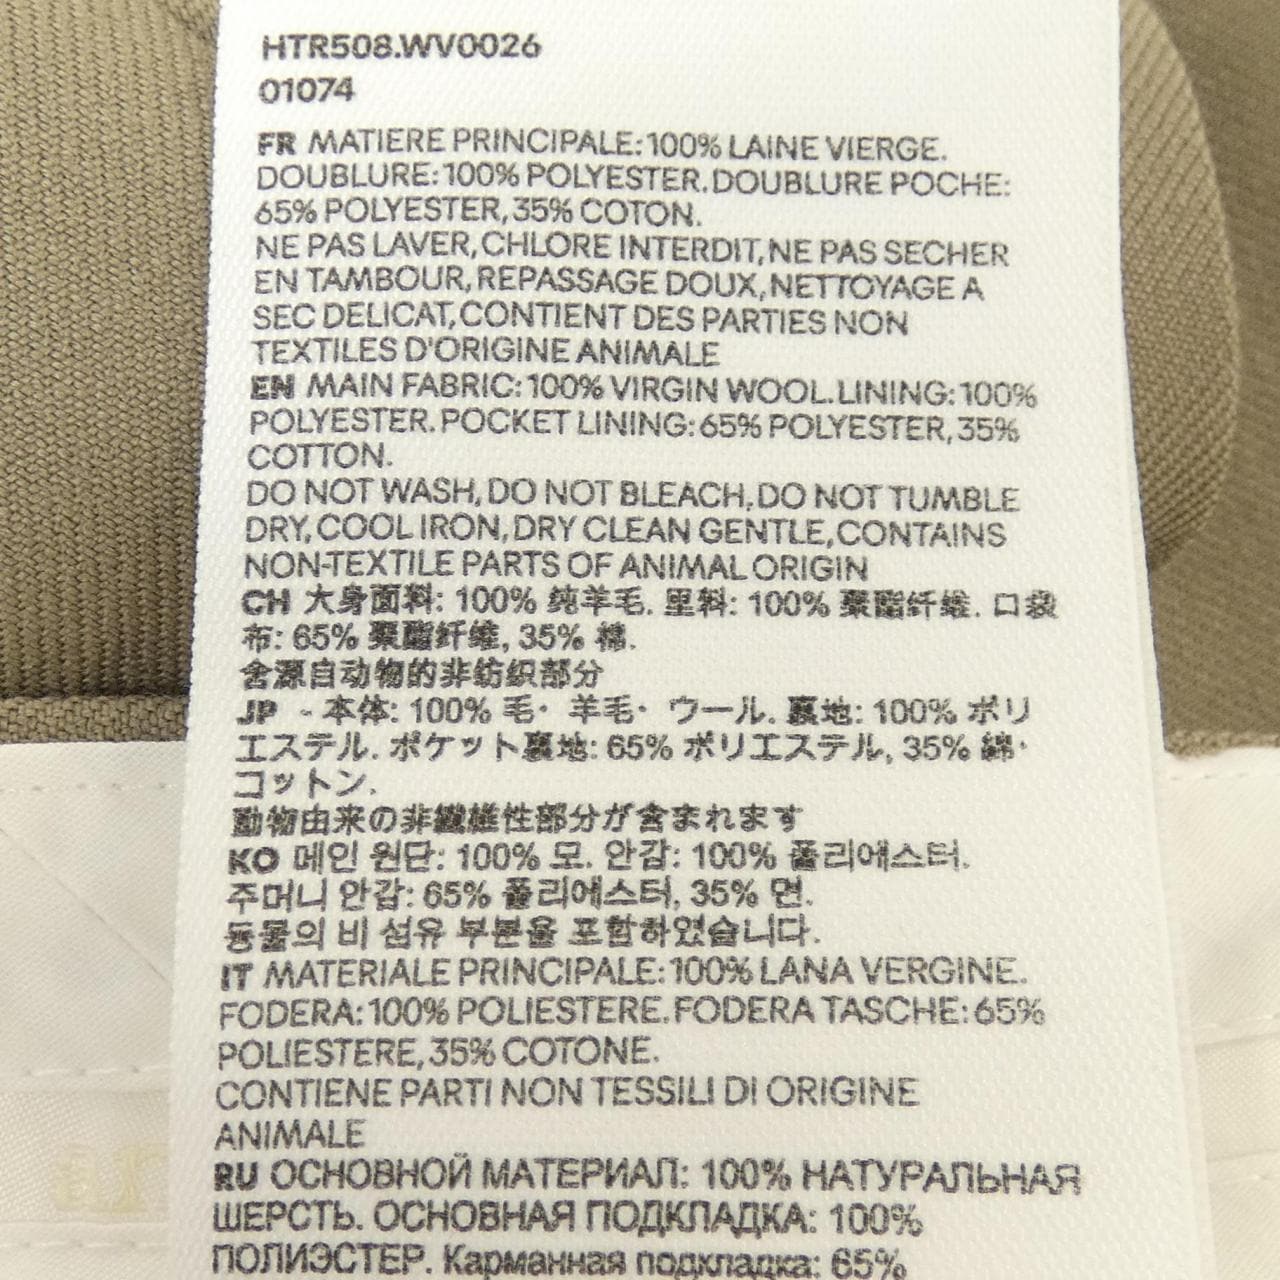 HTR508.WV0026
01074
FR MATIERE PRINCIPALE:100% LAINE VIERGE.
DOUBLURE:100% POLYESTER.DOUBLURE POCHE:
65% POLYESTER,35% COTON.
NE PAS LAVER,CHLORE INTERDIT,NE PAS SECHER
EN TAMBOUR,REPASSAGE DOUX,NETTOYAGE A
SEC DELICAT,CONTIENT DES PARTIES NON
TEXTILES D'ORIGINE ANIMALE
EN MAIN FABRIC:100% VIRGIN WOOL.LINING:100%
POLYESTER.POCKET LINING:65% POLYESTER,35%
COTTON.
DO NOT WASH,DO NOT BLEACH,DO NOT TUMBLE
DRY,COOL IRON,DRY CLEAN GENTLE,CONTAINS
NON-TEXTILE PARTS OF ANIMAL ORIGIN
CH 大身面料: 100% 纯羊毛. 里料: 100% 聚酯纤维. 口袋
布: 65% 聚酯纤维, 35% 棉.
含源自动物的非纺织部分
JP - 本体: 100% 毛・羊毛・ウール. 裏地: 100% ポリ
エステル. ポケット裏地: 65% ポリエステル, 35% 綿・
コットン.
動物由来の非繊維性部分が含まれます
KO 메인 원단: 100% 모. 안감: 100% 폴리에스터.
주머니 안감: 65% 폴리에스터, 35% 면.
동물의 비 섬유 부분을 포함하였습니다.
IT MATERIALE PRINCIPALE:100% LANA VERGINE.
FODERA:100% POLIESTERE.FODERA TASCHE:65%
POLIESTERE,35% COTONE.
CONTIENE PARTI NON TESSILI DI ORIGINE
ANIMALE
RU ОСНОВНОЙ МАТЕРИАЛ: 100% НАТУРАЛЬНАЯ
ШЕРСТЬ. ОСНОВНАЯ ПОДКЛАДКА: 100%
ПОЛИЭСТЕР. Карманная подкладка: 65%